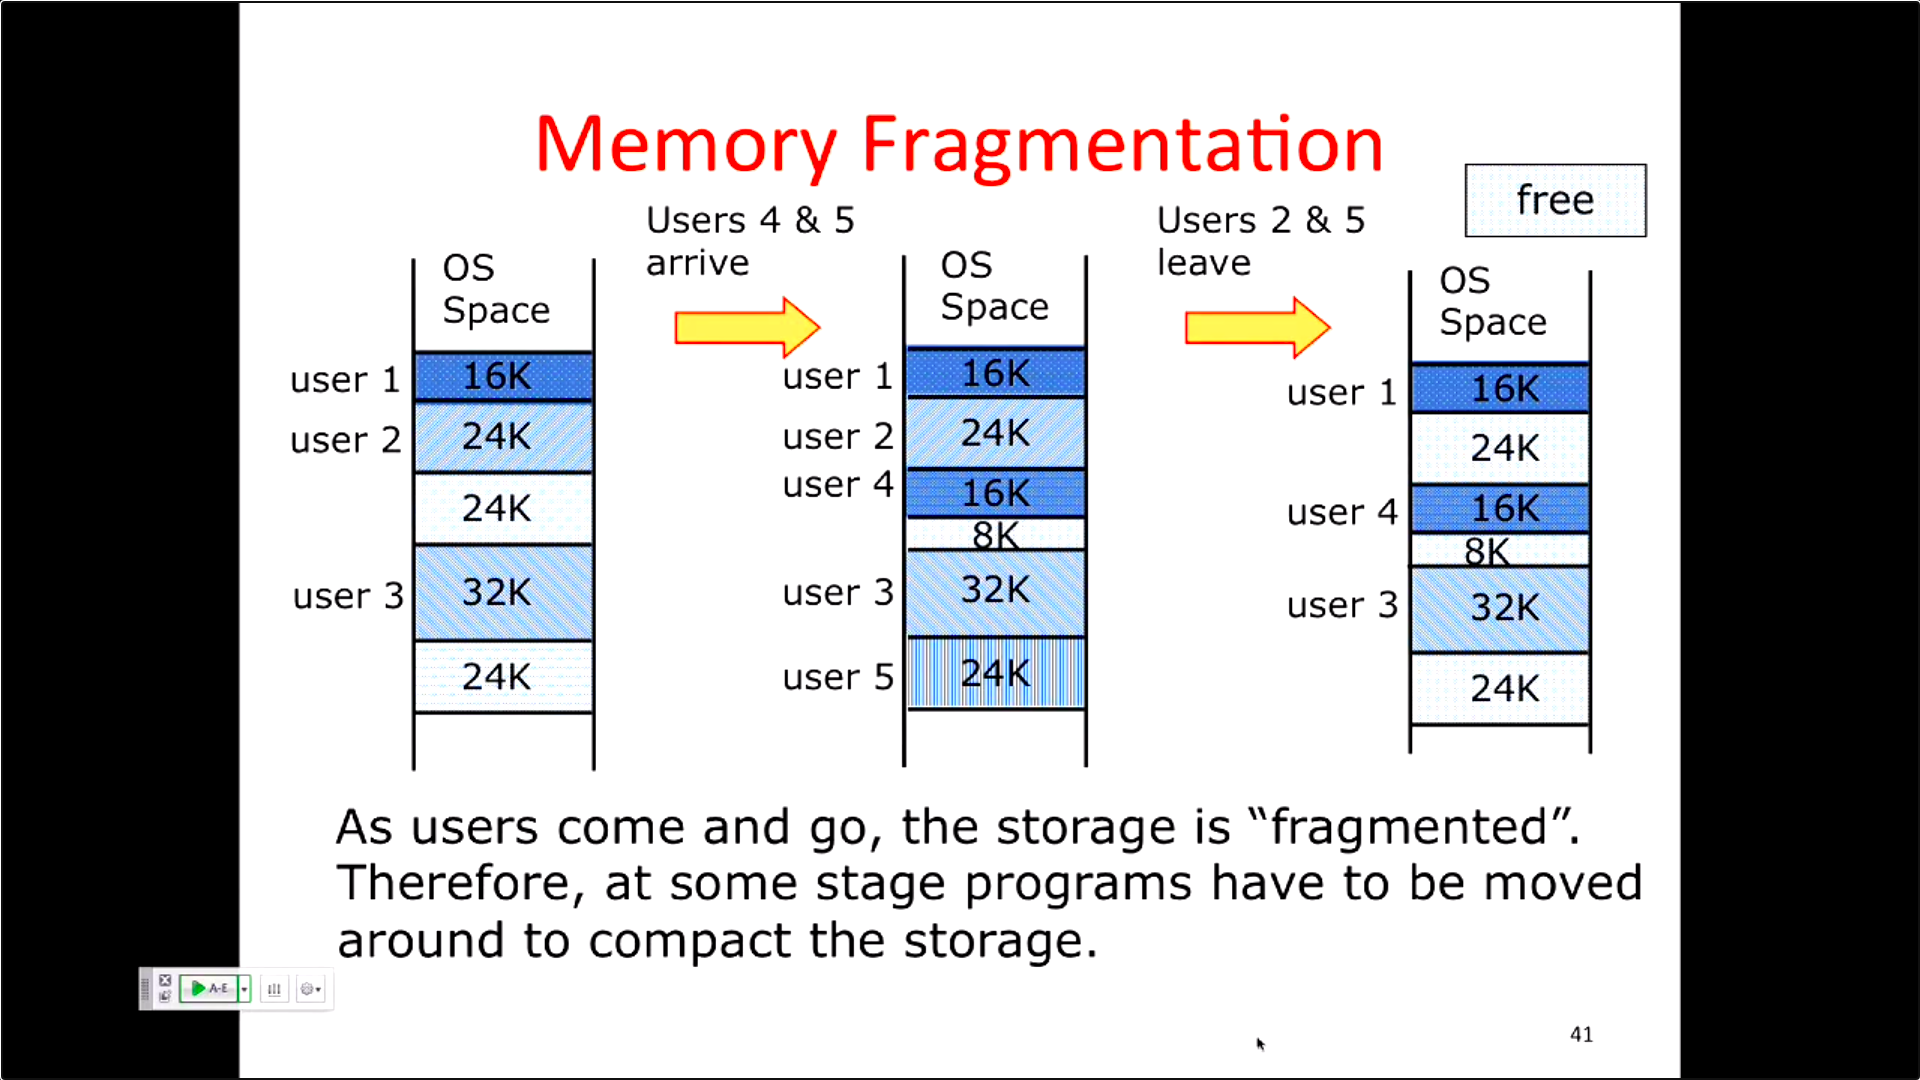 Memory Fragmentation
free
Users 4 & 5
arrive
Users 2 & 5
leave
OS
Space
user 1 16K
user 2 24K
24K
user 3 32K
24K
OS
Space
user 1 16K
user 2 24K
user 4 16K
8K
user 3 32K
user 5 24K
OS
Space
user 1 16K
24K
user 4 16K
8K
user 3 32K
24K
As users come and go, the storage is “fragmented”.
Therefore, at some stage programs have to be moved
around to compact the storage.
A-E
41